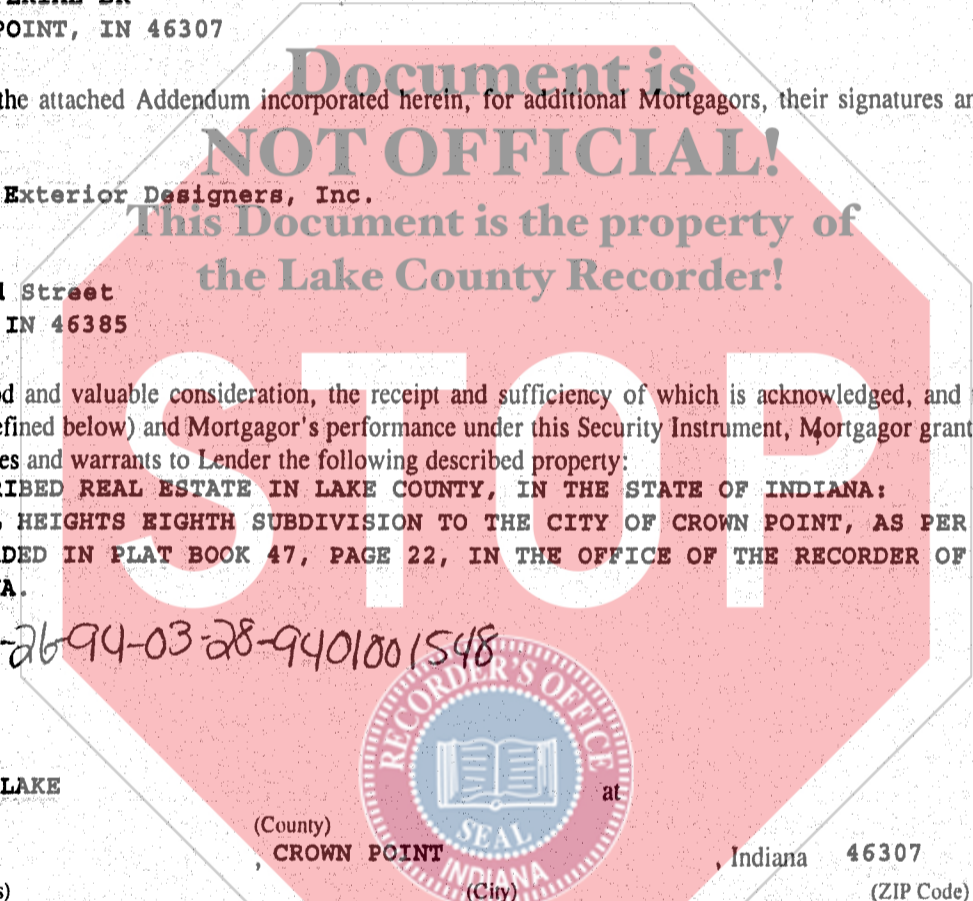 POINT, IN 46307
Document is
the attached Addendum incorporated herein, for additional Mortgagors, their signatures
NOT OFFICIAL!
Exterior Designers, Inc.
This Document is the property of
the Lake County Recorder!
Street
IN 46385
STOP
and valuable consideration, the receipt and sufficiency of which is acknowledged, and
efined below) and Mortgagor's performance under this Security Instrument, Mortgagor grant
es and warrants to Lender the following described property:
RIBED REAL ESTATE IN LAKE COUNTY, IN THE STATE OF INDIANA:
HEIGHTS EIGHTH SUBDIVISION TO THE CITY OF CROWN POINT, AS PER
DED IN PLAT BOOK 47, PAGE 22, IN THE OFFICE OF THE RECORDER OF
A.
-26-94-03-28-9401001548
RECORDER'S OFFICE
SEAL
INDIANA
LAKE at
(County)
, CROWN POINT , Indiana 46307
s) (City) (ZIP Code)